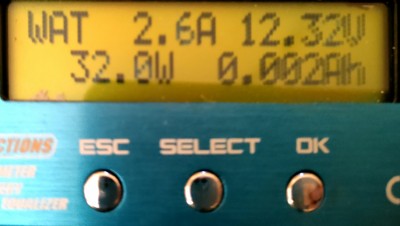 WAT 2.6A 12.32V
32.0W 0.002Ah
ESC SELECT OK